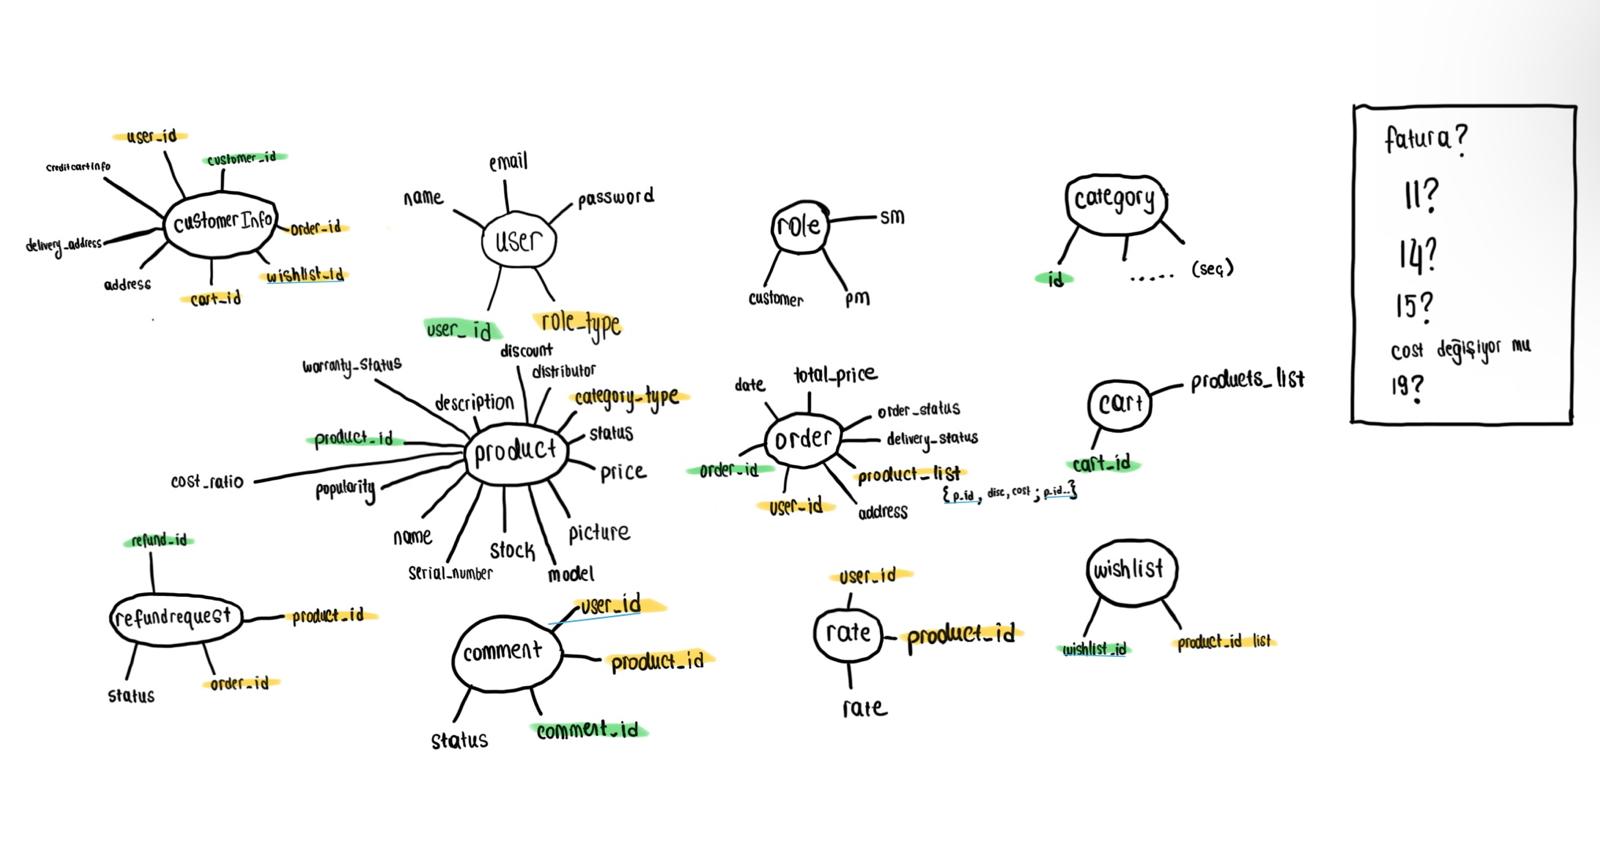 user_id
creditcartinfo
customer_id
customerInfo
order_id
delivery_address
address
cart_id
wishlist_id
email
name
password
user
user_id
role_type
role
sm
customer
pm
category
id
..... (seq)
fatura?
11?
14?
15?
cost değişiyor mu
19?
warranty_status
discount
distributor
description
category_type
product_id
status
product
cost_ratio
popularity
price
name
stock
picture
serial_number
model
date
total_price
order_status
order
delivery_status
order_id
product_list
{p_id, disc, cost; p_id..}
user_id
address
cart
products_list
cart_id
refund_id
refundrequest
product_id
status
order_id
user_id
comment
product_id
status
comment_id
user_id
rate
product_id
rate
wishlist
wishlist_id
product_id list